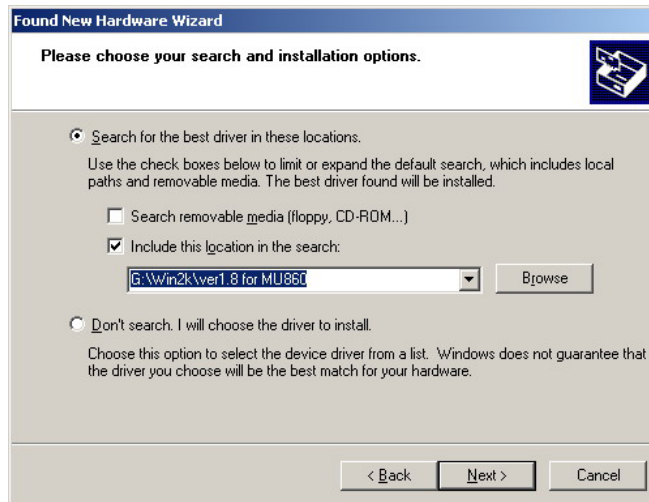 Found New Hardware Wizard
Please choose your search and installation options.
Search for the best driver in these locations.
Use the check boxes below to limit or expand the default search, which includes local
paths and removable media. The best driver found will be installed.
Search removable media (floppy, CD-ROM...)
Include this location in the search:
G:\Win2k\ver1.8 for MU860
Browse
Don't search. I will choose the driver to install.
Choose this option to select the device driver from a list. Windows does not guarantee that
the driver you choose will be the best match for your hardware.
< Back
Next >
Cancel